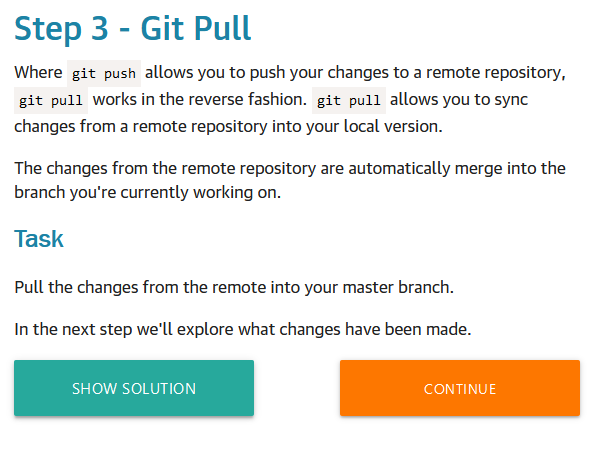 Step 3 - Git Pull
Where git push allows you to push your changes to a remote repository,
git pull works in the reverse fashion. git pull allows you to sync
changes from a remote repository into your local version.
The changes from the remote repository are automatically merge into the
branch you're currently working on.
Task
Pull the changes from the remote into your master branch.
In the next step we'll explore what changes have been made.
SHOW SOLUTION
CONTINUE